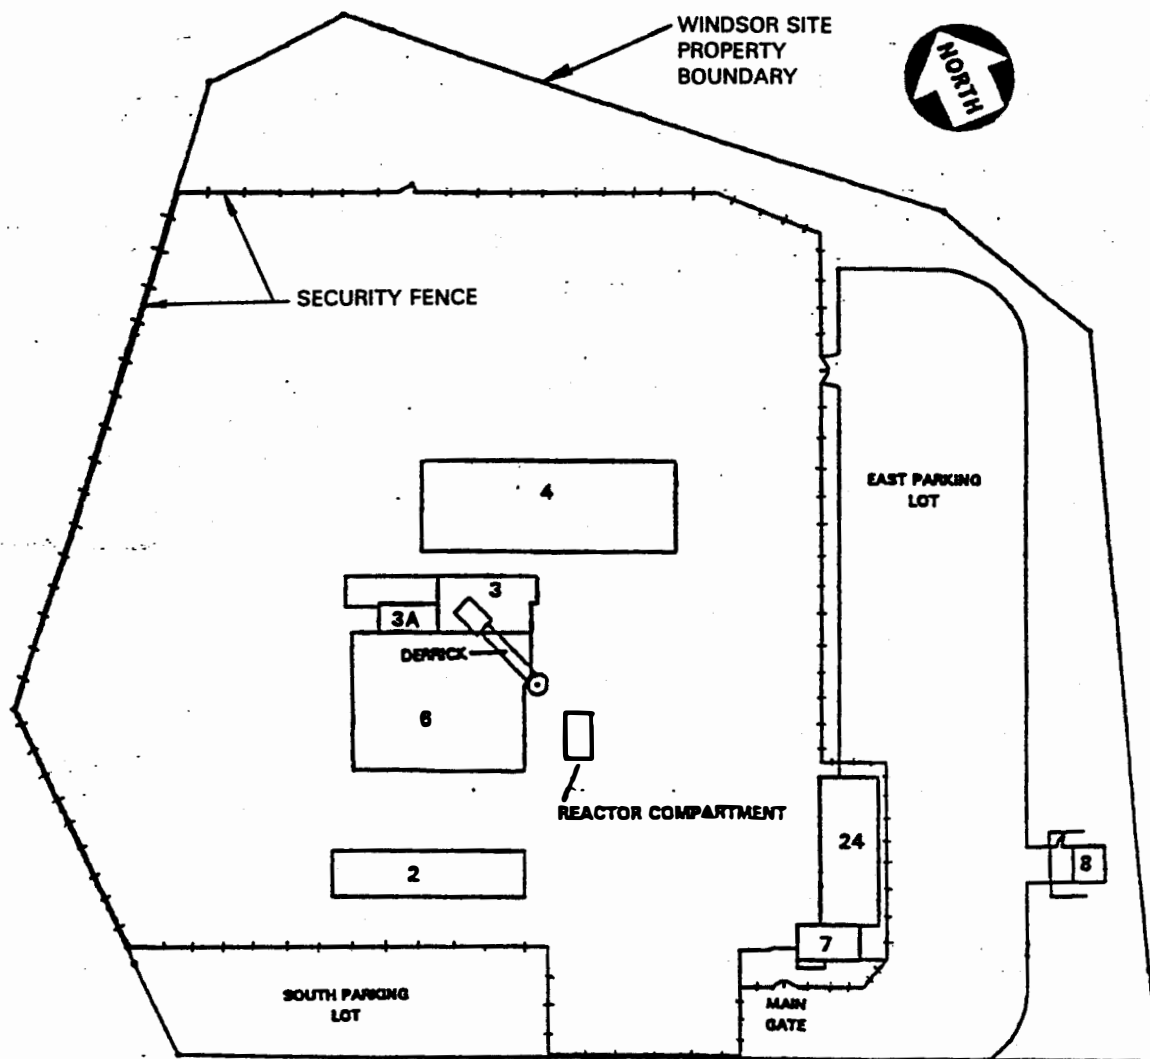 WINDSOR SITE
PROPERTY
BOUNDARY
NORTH
SECURITY FENCE
4
EAST PARKING
LOT
3
3A
DERRICK
6
REACTOR COMPARTMENT
24
2
8
7
SOUTH PARKING
LOT
MAIN
GATE